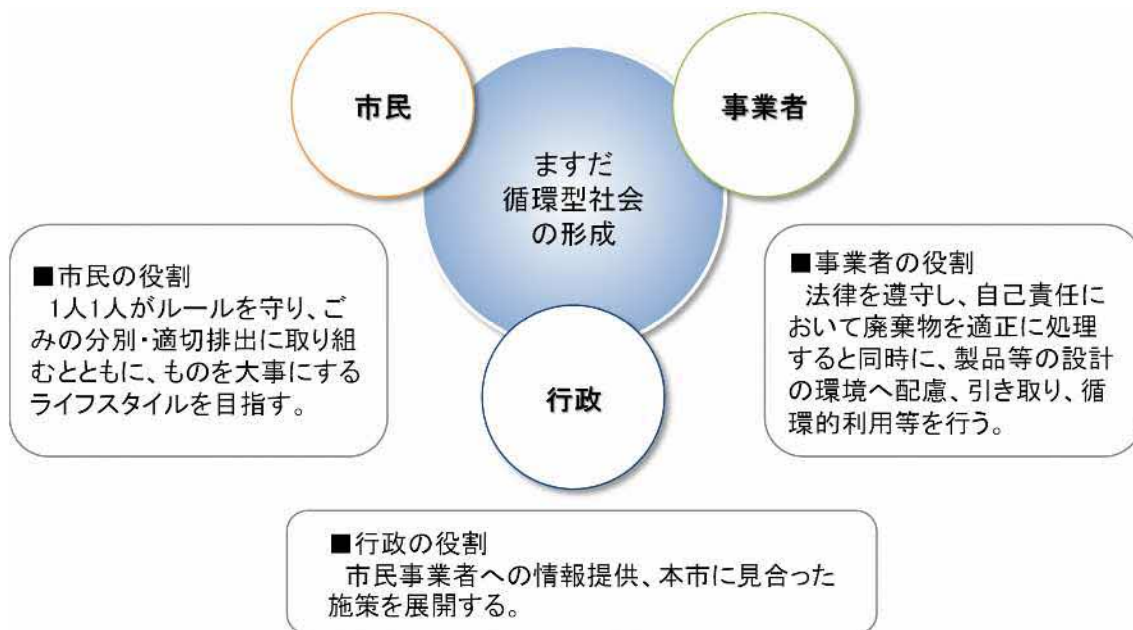 市民
事業者
ますだ
循環型社会
の形成
行政
■市民の役割
1人1人がルールを守り、ご
みの分別・適切排出に取り組
むとともに、ものを大事にする
ライフスタイルを目指す。
■事業者の役割
法律を遵守し、自己責任に
おいて廃棄物を適正に処理
すると同時に、製品等の設計
の環境へ配慮、引き取り、循
環的利用等を行う。
■行政の役割
市民事業者への情報提供、本市に見合った
施策を展開する。